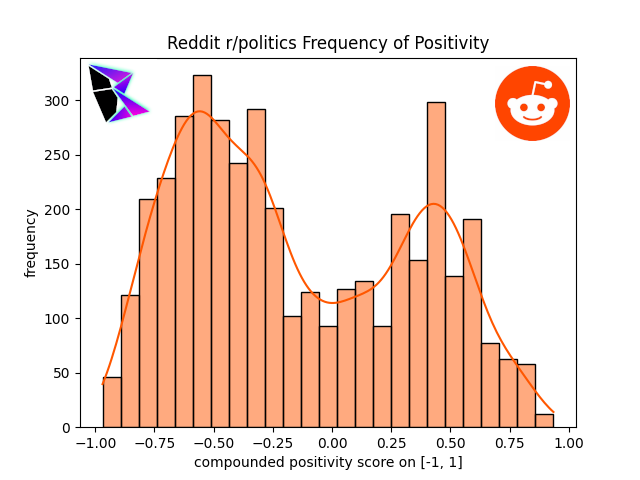 Reddit r/politics Frequency of Positivity
300
250
200
150
100
50
0
frequency
−1.00 −0.75 −0.50 −0.25 0.00 0.25 0.50 0.75 1.00
compounded positivity score on [-1, 1]